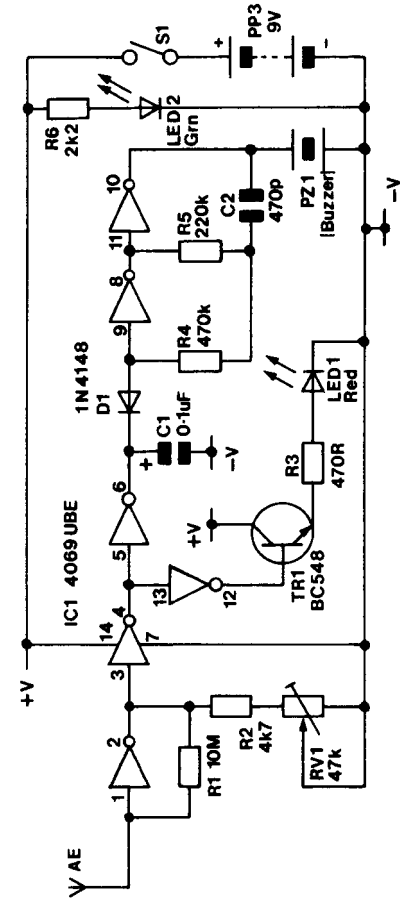 AE
1
2
R1 10M
R2
4k7
RV1
47k
+V
3
14
4
7
IC1 4069UBE
13
12
5
6
+
C1
0·1uF
-V
+V
TR1
BC548
R3
470R
LED1
Red
1N4148
D1
9
8
R4
470k
11
10
R5
220k
C2
470p
PZ1
(Buzzer)
R6
2k2
LED2
Grn
S1
+
PP3
9V
-
-V